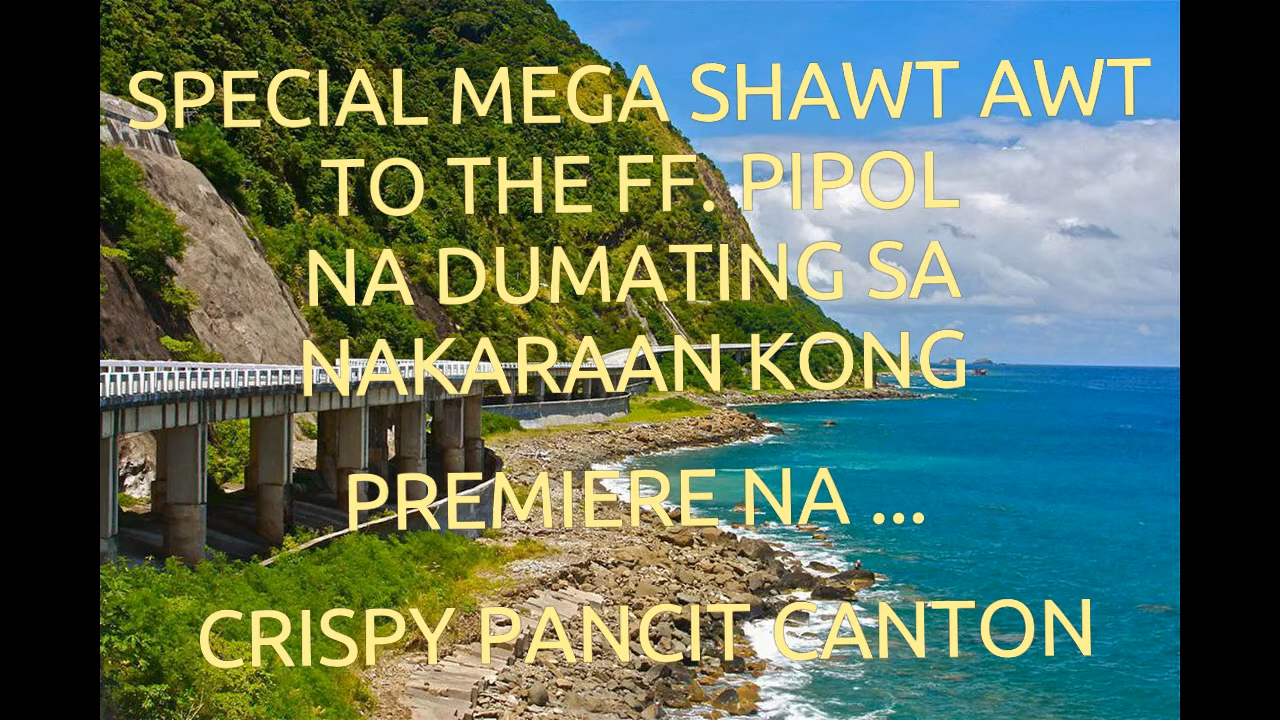 SPECIAL MEGA SHAWT AWT
TO THE FF. PIPOL
NA DUMATING SA
NAKARAAN KONG
PREMIERE NA ...
CRISPY PANCIT CANTON